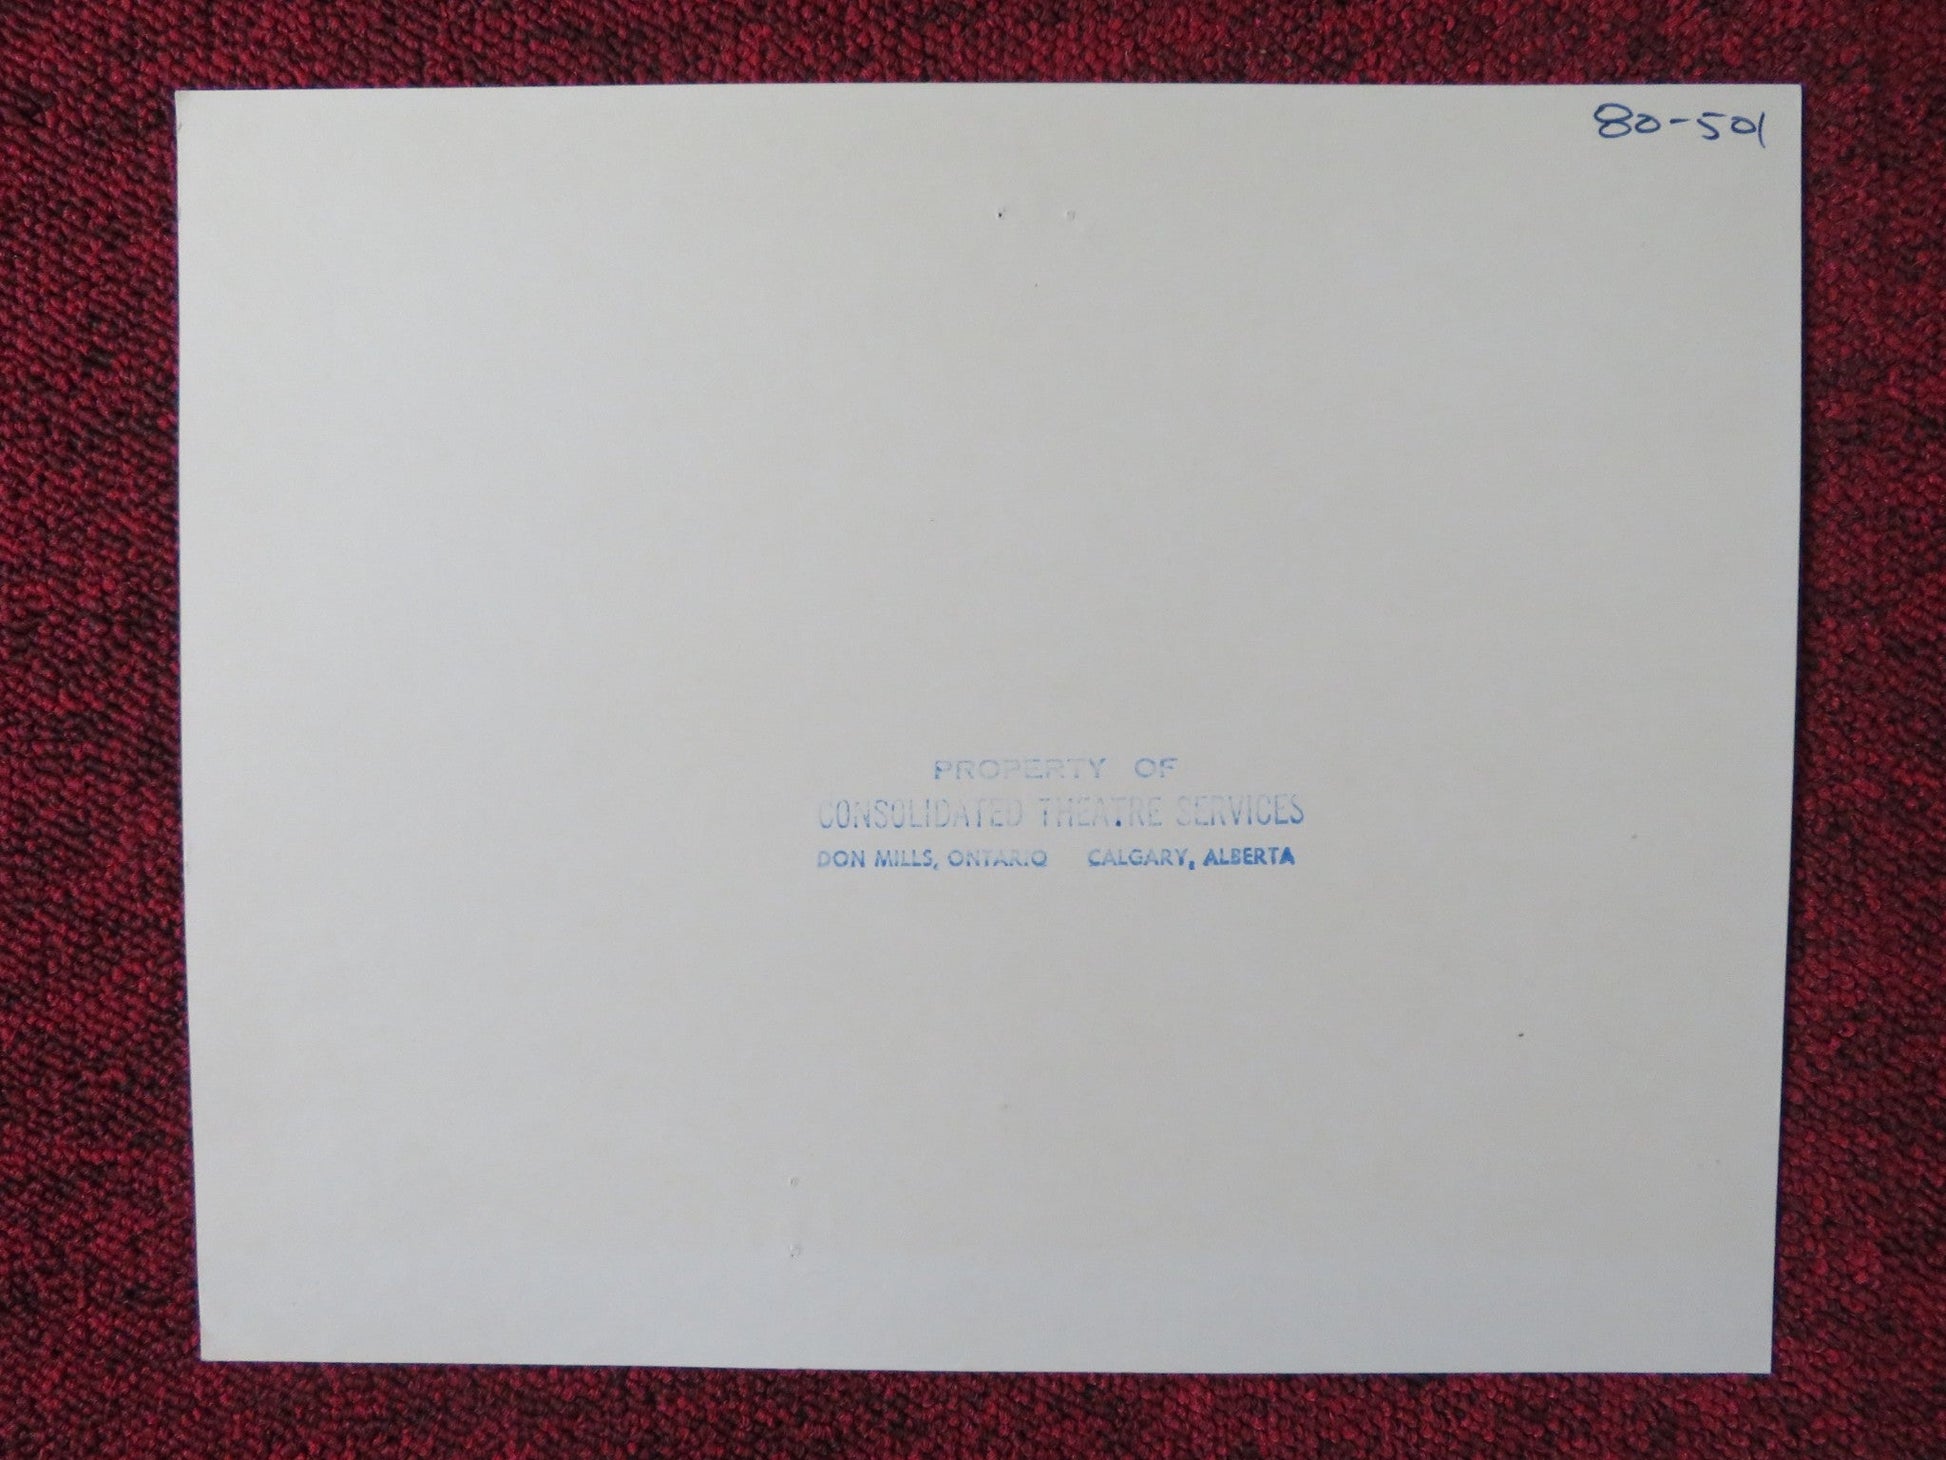 80-501
PROPERTY OF
CONSOLIDATED THEATRE SERVICES
DON MILLS, ONTARIO CALGARY, ALBERTA